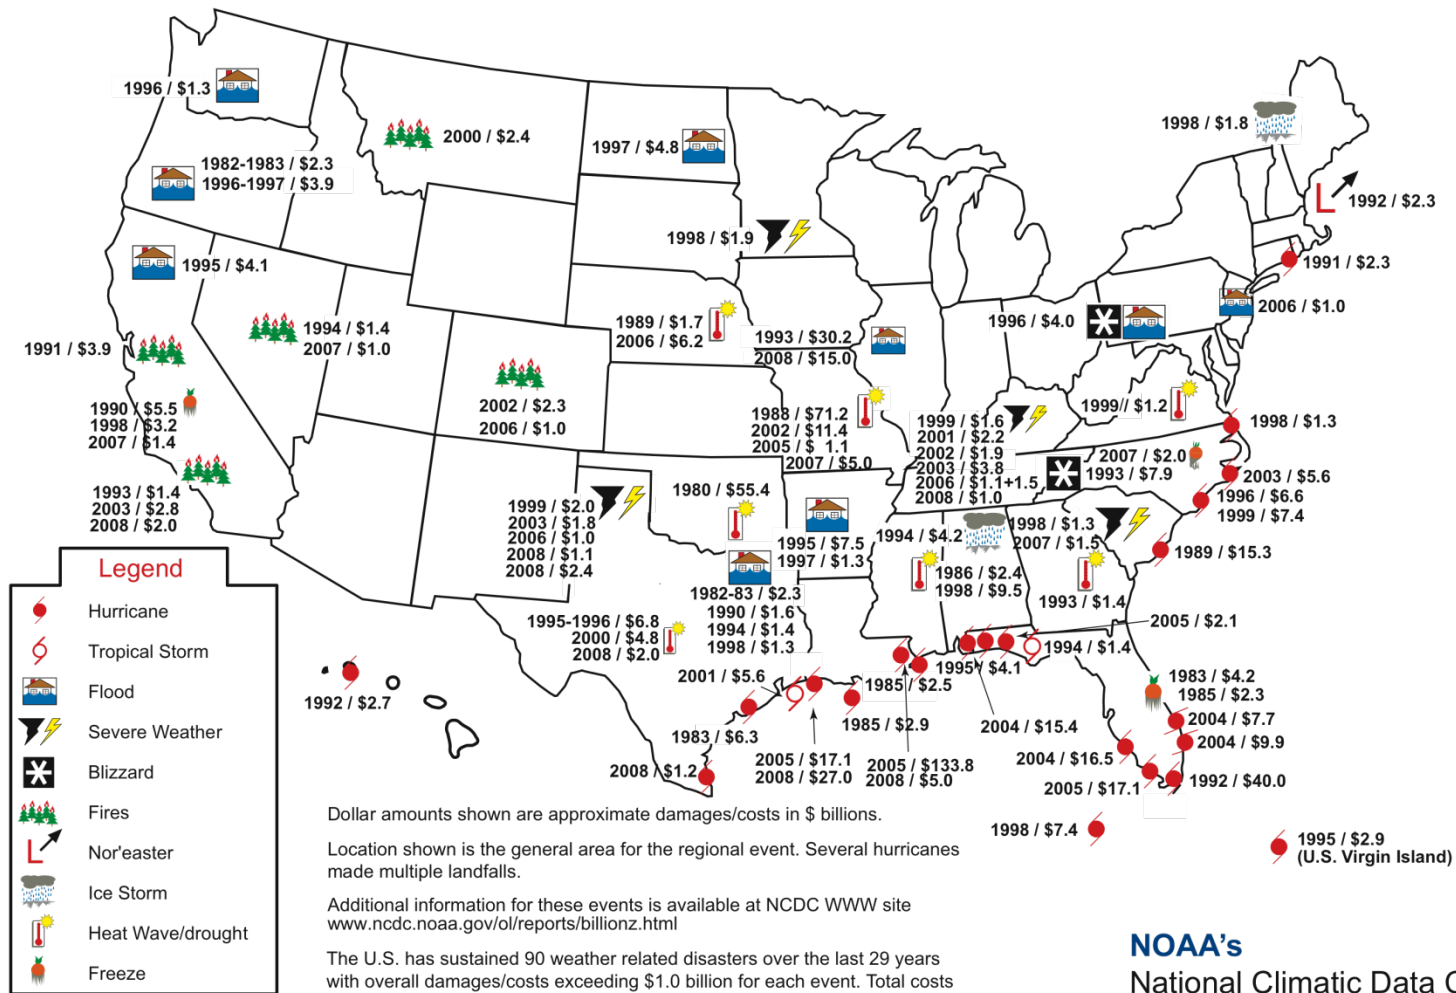 1996 / $1.3
2000 / $2.4
1997 / $4.8
1998 / $1.8
1982-1983 / $2.3
1996-1997 / $3.9
1992 / $2.3
1998 / $1.9
1995 / $4.1
1991 / $2.3
2006 / $1.0
1994 / $1.4
2007 / $1.0
1989 / $1.7
2006 / $6.2
1993 / $30.2
2008 / $15.0
1996 / $4.0
1991 / $3.9
2002 / $2.3
2006 / $1.0
1990 / $5.5
1998 / $3.2
2007 / $1.4
1988 / $71.2
2002 / $11.4
2005 / $ 1.1
2007 / $5.0
1999 / $1.6
2001 / $2.2
2002 / $1.9
2003 / $3.8
2006 / $1.1+1.5
2008 / $1.0
1999// $1.2
1998 / $1.3
2007 / $2.0
1993 / $7.9
2003 / $5.6
1996 / $6.6
1999 / $7.4
1993 / $1.4
2003 / $2.8
2008 / $2.0
1999 / $2.0
2003 / $1.8
2006 / $1.0
2008 / $1.1
2008 / $2.4
1980 / $55.4
1995 / $7.5
1997 / $1.3
1994 / $4.2
1998 / $1.3
2007 / $1.5
1989 / $15.3
1986 / $2.4
1998 / $9.5
1993 / $1.4
1982-83 / $2.3
1990 / $1.6
1994 / $1.4
1998 / $1.3
1995-1996 / $6.8
2000 / $4.8
2008 / $2.0
2005 / $2.1
1994 / $1.4
1995 / $4.1
2001 / $5.6
1985 / $2.5
1985 / $2.9
1983 / $4.2
1985 / $2.3
2004 / $7.7
2004 / $9.9
2004 / $15.4
2004 / $16.5
1992 / $40.0
2005 / $17.1
1992 / $2.7
1983 / $6.3
2008 / $1.2
2005 / $17.1
2008 / $27.0
2005 / $133.8
2008 / $5.0
1998 / $7.4
1995 / $2.9
(U.S. Virgin Island)
Legend
Hurricane
Tropical Storm
Flood
Severe Weather
Blizzard
Fires
L Nor'easter
Ice Storm
Heat Wave/drought
Freeze
L
Dollar amounts shown are approximate damages/costs in $ billions.
Location shown is the general area for the regional event. Several hurricanes
made multiple landfalls.
Additional information for these events is available at NCDC WWW site
www.ncdc.noaa.gov/ol/reports/billionz.html
The U.S. has sustained 90 weather related disasters over the last 29 years
with overall damages/costs exceeding $1.0 billion for each event. Total costs
NOAA's
National Climatic Data